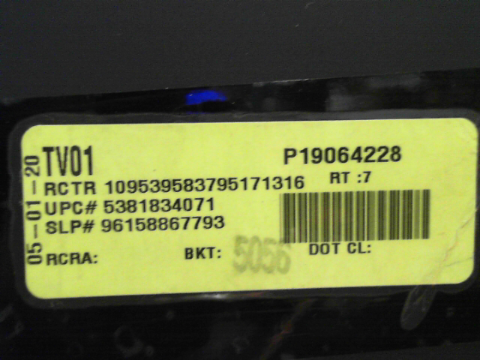 05-01-20
TV01 P19064228
RCTR 109539583795171316 RT :7
UPC# 5381834071
SLP# 96158867793
RCRA: BKT: 5056 DOT CL: